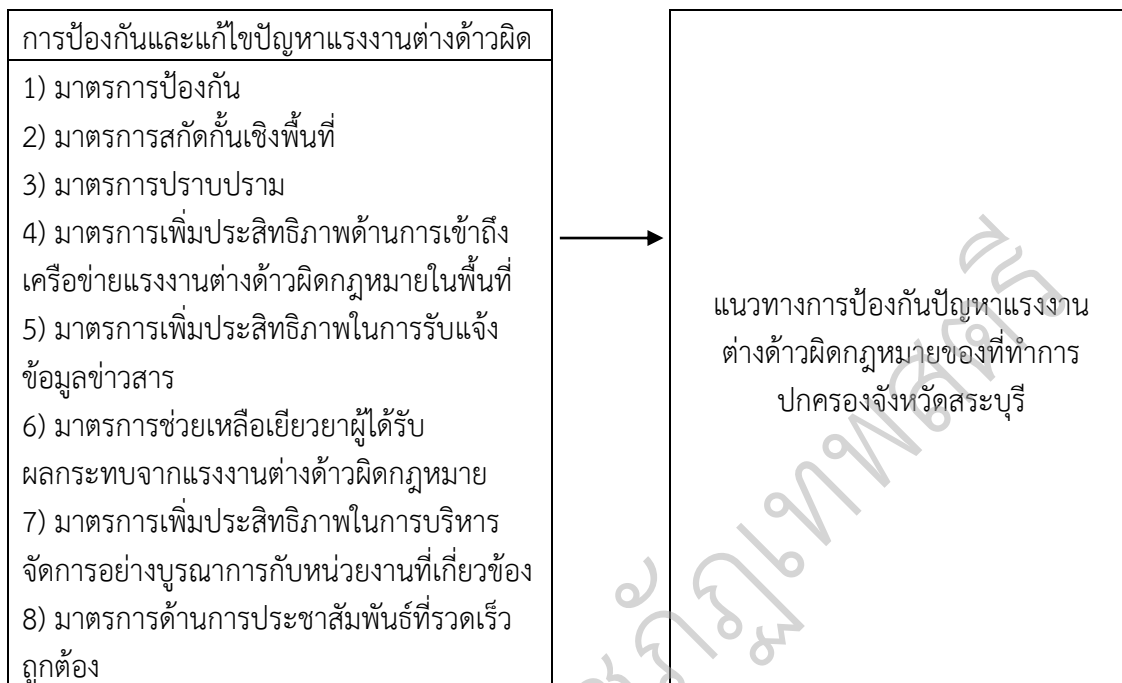 การป้องกันและแก้ไขปัญหาแรงงานต่างด้าวผิด
1) มาตรการป้องกัน
2) มาตรการสกัดกั้นเชิงพื้นที่
3) มาตรการปราบปราม
4) มาตรการเพิ่มประสิทธิภาพด้านการเข้าถึง
เครือข่ายแรงงานต่างด้าวผิดกฎหมายในพื้นที่
5) มาตรการเพิ่มประสิทธิภาพในการรับแจ้ง
ข้อมูลข่าวสาร
6) มาตรการช่วยเหลือเยียวยาผู้ได้รับ
ผลกระทบจากแรงงานต่างด้าวผิดกฎหมาย
7) มาตรการเพิ่มประสิทธิภาพในการบริหาร
จัดการอย่างบูรณาการกับหน่วยงานที่เกี่ยวข้อง
8) มาตรการด้านการประชาสัมพันธ์ที่รวดเร็ว
ถูกต้อง
แนวทางการป้องกันปัญหาแรงงาน
ต่างด้าวผิดกฎหมายของที่ทำการ
ปกครองจังหวัดสระบุรี